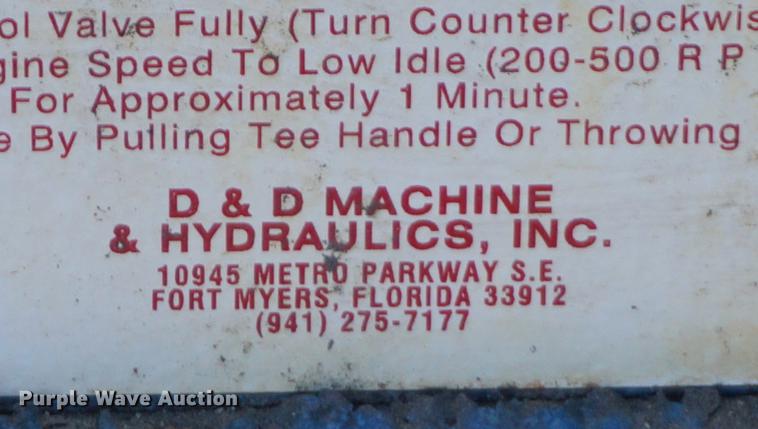 ol Valve Fully (Turn Counter Clockwis
gine Speed To Low Idle (200-500 R P
For Approximately 1 Minute.
e By Pulling Tee Handle Or Throwing
D & D MACHINE
& HYDRAULICS, INC.
10945 METRO PARKWAY S.E.
FORT MYERS, FLORIDA 33912
(941) 275-7177
Purple Wave Auction